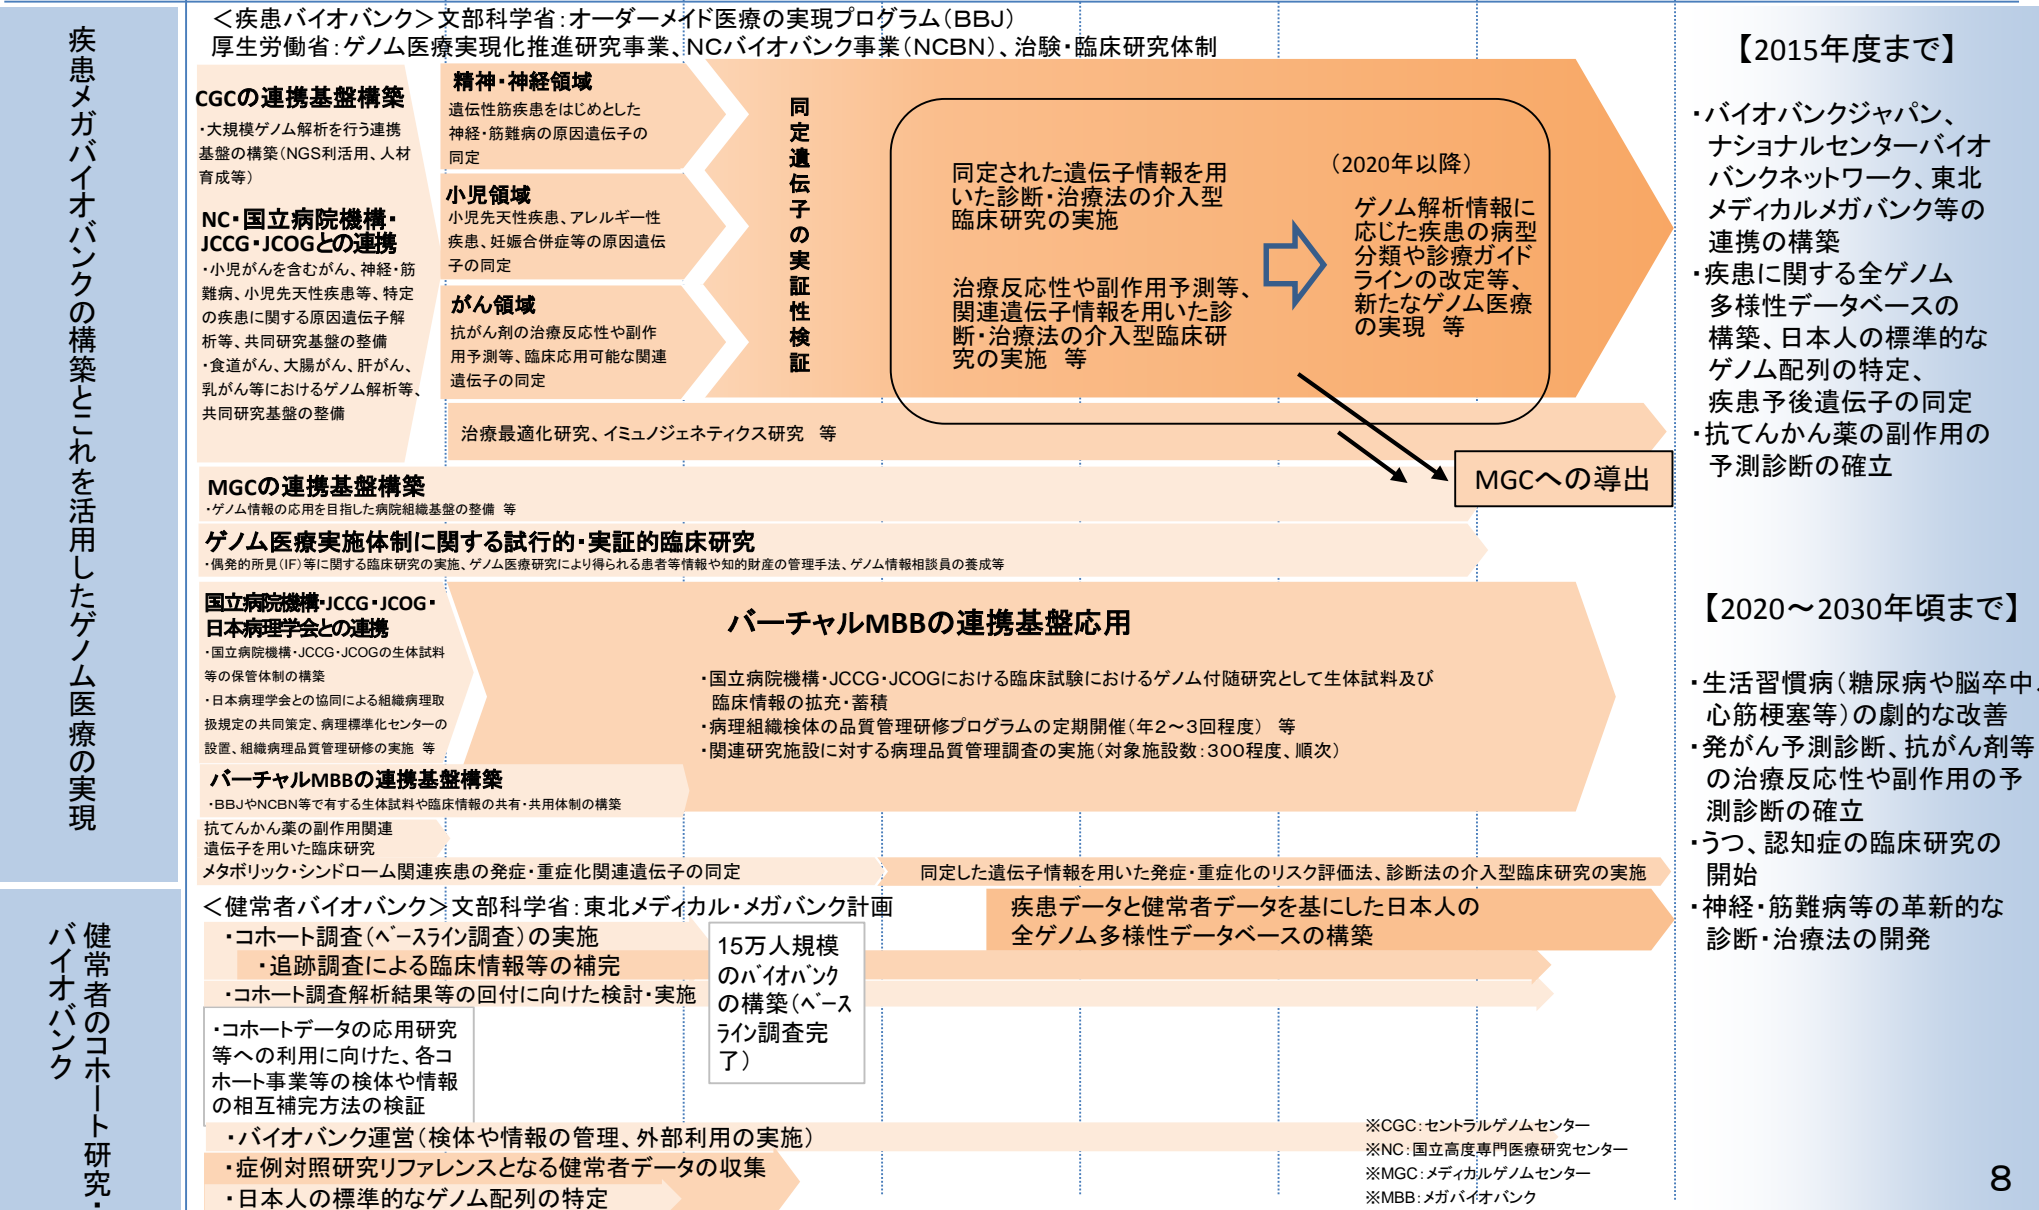 疾患メガバイオバンクの構築とこれを活用したゲノム医療の実現
＜疾患バイオバンク＞文部科学省：オーダーメイド医療の実現プログラム（BBJ）
厚生労働省：ゲノム医療実現化推進研究事業、NCバイオバンク事業（NCBN）、治験・臨床研究体制
CGCの連携基盤構築
・大規模ゲノム解析を行う連携
基盤の構築（NGS利活用、人材
育成等）
NC・国立病院機構・
JCCG・JCOGとの連携
・小児がんを含むがん、神経・筋
難病、小児先天性疾患等、特定
の疾患に関する原因遺伝子解
析等、共同研究基盤の整備
・食道がん、大腸がん、肝がん、
乳がん等におけるゲノム解析等、
共同研究基盤の整備
精神・神経領域
遺伝性筋疾患をはじめとした
神経・筋難病の原因遺伝子の
同定
小児領域
小児先天性疾患、アレルギー性
疾患、妊娠合併症等の原因遺伝
子の同定
がん領域
抗がん剤の治療反応性や副作
用予測等、臨床応用可能な関連
遺伝子の同定
同定遺伝子の実証性検証
同定された遺伝子情報を用
いた診断・治療法の介入型
臨床研究の実施
治療反応性や副作用予測等、
関連遺伝子情報を用いた診
断・治療法の介入型臨床研
究の実施　等
（2020年以降）
ゲノム解析情報に
応じた疾患の病型
分類や診療ガイド
ラインの改定等、
新たなゲノム医療
の実現　等
治療最適化研究、イミュノジェネティクス研究　等
MGCへの導出
MGCの連携基盤構築
・ゲノム情報の応用を目指した病院組織基盤の整備　等
ゲノム医療実施体制に関する試行的・実証的臨床研究
・偶発的所見（IF）等に関する臨床研究の実施、ゲノム医療研究により得られる患者等情報や知的財産の管理手法、ゲノム情報相談員の養成等
国立病院機構・JCCG・JCOG・
日本病理学会との連携
・国立病院機構・JCCG・JCOGの生体試料
等の保管体制の構築
・日本病理学会との協同による組織病理取
扱規定の共同策定、病理標準化センターの
設置、組織病理品質管理研修の実施　等
バーチャルMBBの連携基盤応用
・国立病院機構・JCCG・JCOGにおける臨床試験におけるゲノム付随研究として生体試料及び
臨床情報の拡充・蓄積
・病理組織検体の品質管理研修プログラムの定期開催（年2～3回程度）　等
・関連研究施設に対する病理品質管理調査の実施（対象施設数：300程度、順次）
バーチャルMBBの連携基盤構築
・BBJやNCBN等で有する生体試料や臨床情報の共有・共用体制の構築
抗てんかん薬の副作用関連
遺伝子を用いた臨床研究
メタボリック・シンドローム関連疾患の発症・重症化関連遺伝子の同定
同定した遺伝子情報を用いた発症・重症化のリスク評価法、診断法の介入型臨床研究の実施
健常者のコホート研究・
バイオバンク
＜健常者バイオバンク＞文部科学省：東北メディカル・メガバンク計画
・コホート調査（ベースライン調査）の実施
・追跡調査による臨床情報等の補完
・コホート調査解析結果等の回付に向けた検討・実施
15万人規模
のバイオバンク
の構築（ベース
ライン調査完
了）
疾患データと健常者データを基にした日本人の
全ゲノム多様性データベースの構築
・コホートデータの応用研究
等への利用に向けた、各コ
ホート事業等の検体や情報
の相互補完方法の検証
・バイオバンク運営（検体や情報の管理、外部利用の実施）
・症例対照研究リファレンスとなる健常者データの収集
・日本人の標準的なゲノム配列の特定
※CGC：セントラルゲノムセンター
※NC：国立高度専門医療研究センター
※MGC：メディカルゲノムセンター
※MBB：メガバイオバンク
【2015年度まで】
・バイオバンクジャパン、
ナショナルセンターバイオ
バンクネットワーク、東北
メディカルメガバンク等の
連携の構築
・疾患に関する全ゲノム
多様性データベースの
構築、日本人の標準的な
ゲノム配列の特定、
疾患予後遺伝子の同定
・抗てんかん薬の副作用の
予測診断の確立
【2020～2030年頃まで】
・生活習慣病（糖尿病や脳卒中、
心筋梗塞等）の劇的な改善
・発がん予測診断、抗がん剤等
の治療反応性や副作用の予
測診断の確立
・うつ、認知症の臨床研究の
開始
・神経・筋難病等の革新的な
診断・治療法の開発
8